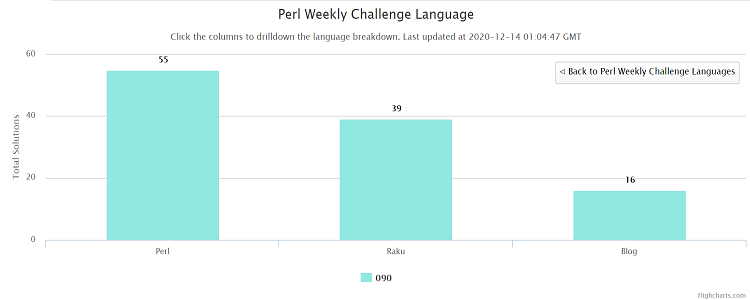 Perl Weekly Challenge Language
Click the columns to drilldown the language breakdown. Last updated at 2020-12-14 01:04:47 GMT
◁ Back to Perl Weekly Challenge Languages
Total Solutions
60
40
20
0
55
39
16
Perl
Raku
Blog
090
Highcharts.com